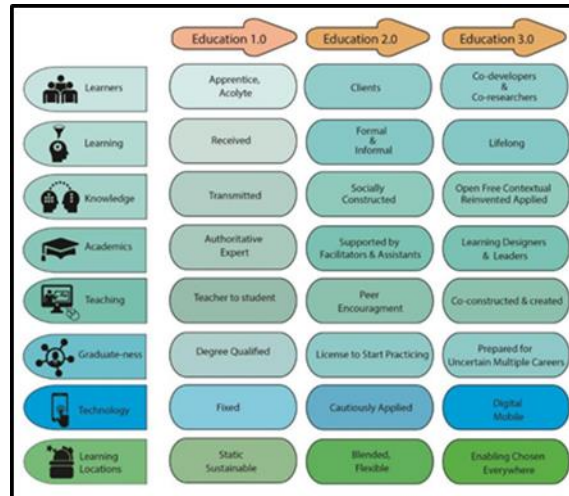 Education 1.0 Education 2.0 Education 3.0
Learners
Apprentice,
Acolyte
Clients
Co-developers
&
Co-researchers
Learning
Received
Formal
&
Informal
Lifelong
Knowledge
Transmitted
Socially
Constructed
Open Free Contextual
Reinvented Applied
Academics
Authoritative
Expert
Supported by
Facilitators & Assistants
Learning Designers
& Leaders
Teaching
Teacher to student
Peer
Encouragment
Co-constructed & created
Graduate-ness
Degree Qualified
License to Start Practicing
Prepared for
Uncertain Multiple Careers
Technology
Fixed
Cautiously Applied
Digital
Mobile
Learning
Locations
Static
Sustainable
Blended,
Flexible
Enabling Chosen
Everywhere